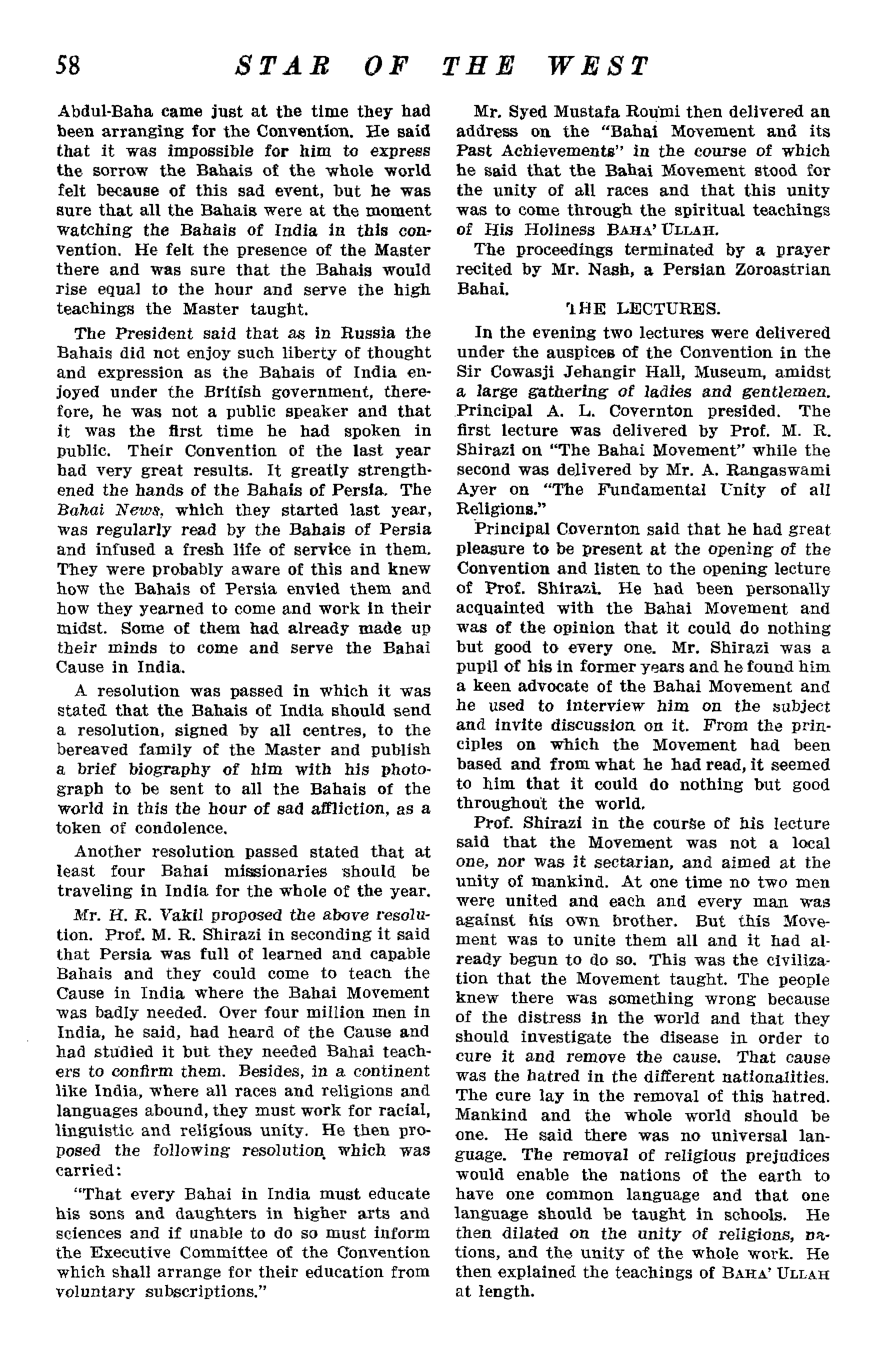 58 STAR OF THE WEST
Abdul-Baha came just at the time they had
been arranging for the Convention. He said
that it was impossible for him to express
the sorrow the Bahais of the whole world
felt because of this sad event, but he was
sure that all the Bahais were at the moment
watching the Bahais of India in this con-
vention. He felt the presence of the Master
there and was sure that the Bahais would
rise equal to the hour and serve the high
teachings the Master taught.
The President said that as in Russia the
Bahais did not enjoy such liberty of thought
and expression as the Bahais of India en-
joyed under the British government, there-
fore, he was not a public speaker and that
it was the first time he had spoken in
public. Their Convention of the last year
had very great results. It greatly strength-
ened the hands of the Bahais of Persia. The
Bahai News, which they started last year,
was regularly read by the Bahais of Persia
and infused a fresh life of service in them.
They were probably aware of this and knew
how the Bahais of Persia envied them and
how they yearned to come and work in their
midst. Some of them had already made up
their minds to come and serve the Bahai
Cause in India.
A resolution was passed in which it was
stated that the Bahais of India should send
a resolution, signed by all centres, to the
bereaved family of the Master and publish
a brief biography of him with his photo-
graph to be sent to all the Bahais of the
world in this the hour of sad affliction, as a
token of condolence.
Another resolution passed stated that at
least four Bahai missionaries should be
traveling in India for the whole of the year.
Mr. H. R. Vakil proposed the above resolu-
tion. Prof. M. R. Shirazi in seconding it said
that Persia was full of learned and capable
Bahais and they could come to teach the
Cause in India where the Bahai Movement
was badly needed. Over four million men in
India, he said, had heard of the Cause and
had studied it but they needed Bahai teach-
ers to confirm them. Besides, in a continent
like India, where all races and religions and
languages abound, they must work for racial,
linguistic and religious unity. He then pro-
posed the following resolution which was
carried:
"That every Bahai in India must educate
his sons and daughters in higher arts and
sciences and if unable to do so must inform
the Executive Committee of the Convention
which shall arrange for their education from
voluntary subscriptions."
Mr. Syed Mustafa Roumi then delivered an
address on the "Bahai Movement and its
Past Achievements" in the course of which
he said that the Bahai Movement stood for
the unity of all races and that this unity
was to come through the spiritual teachings
of His Holiness BAHA' ULLAH.
The proceedings terminated by a prayer
recited by Mr. Nash, a Persian Zoroastrian
Bahai.
THE LECTURES.
In the evening two lectures were delivered
under the auspices of the Convention in the
Sir Cowasji Jehangir Hall, Museum, amidst
a large gathering of ladies and gentlemen.
Principal A. L. Covernton presided. The
first lecture was delivered by Prof. M. R.
Shirazi on "The Bahai Movement" while the
second was delivered by Mr. A. Rangaswami
Ayer on "The Fundamental Unity of all
Religions."
Principal Covernton said that he had great
pleasure to be present at the opening of the
Convention and listen to the opening lecture
of Prof. Shirazi. He had been personally
acquainted with the Bahai Movement and
was of the opinion that it could do nothing
but good to every one. Mr. Shirazi was a
pupil of his in former years and he found him
a keen advocate of the Bahai Movement and
he used to interview him on the subject
and invite discussion on it. From the prin-
ciples on which the Movement had been
based and from what he had read, it seemed
to him that it could do nothing but good
throughout the world.
Prof. Shirazi in the course of his lecture
said that the Movement was not a local
one, nor was it sectarian, and aimed at the
unity of mankind. At one time no two men
were united and each and every man was
against his own brother. But this Move-
ment was to unite them all and it had al-
ready begun to do so. This was the civiliza-
tion that the Movement taught. The people
knew there was something wrong because
of the distress in the world and that they
should investigate the disease in order to
cure it and remove the cause. That cause
was the hatred in the different nationalities.
The cure lay in the removal of this hatred.
Mankind and the whole world should be
one. He said there was no universal lan-
guage. The removal of religious prejudices
would enable the nations of the earth to
have one common language and that one
language should be taught in schools. He
then dilated on the unity of religions, na-
tions, and the unity of the whole work. He
then explained the teachings of BAHA' ULLAH
at length.